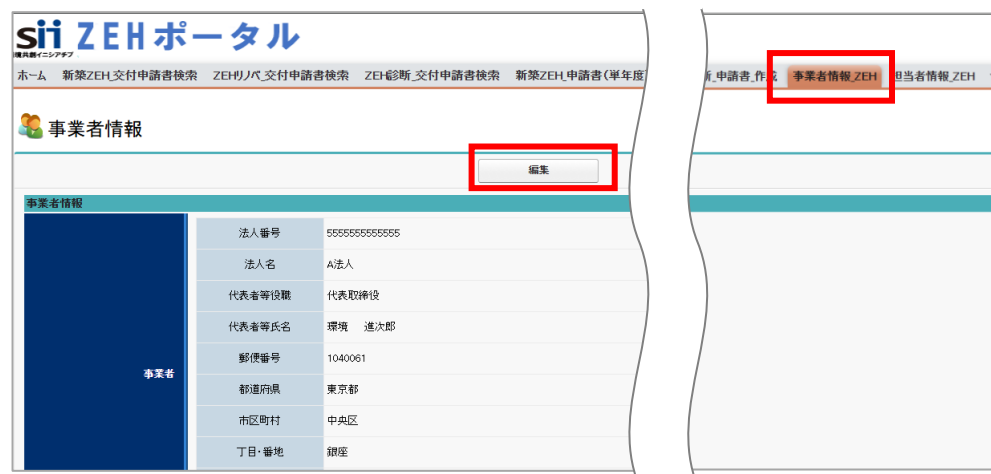 sii ZEHポータル
境共創イニシアチブ
ホーム 新築ZEH_交付申請書検索 ZEHリノベ_交付申請書検索 ZEH診断_交付申請書検索 新築ZEH_申請書(単年度) _申請書_作成 事業者情報_ZEH 担当者情報_ZEH
事業者情報
編集
事業者情報
事業者
法人番号 5555555555555
法人名 A法人
代表者等役職 代表取締役
代表者等氏名 環境 進次郎
郵便番号 1040061
都道府県 東京都
市区町村 中央区
丁目・番地 銀座